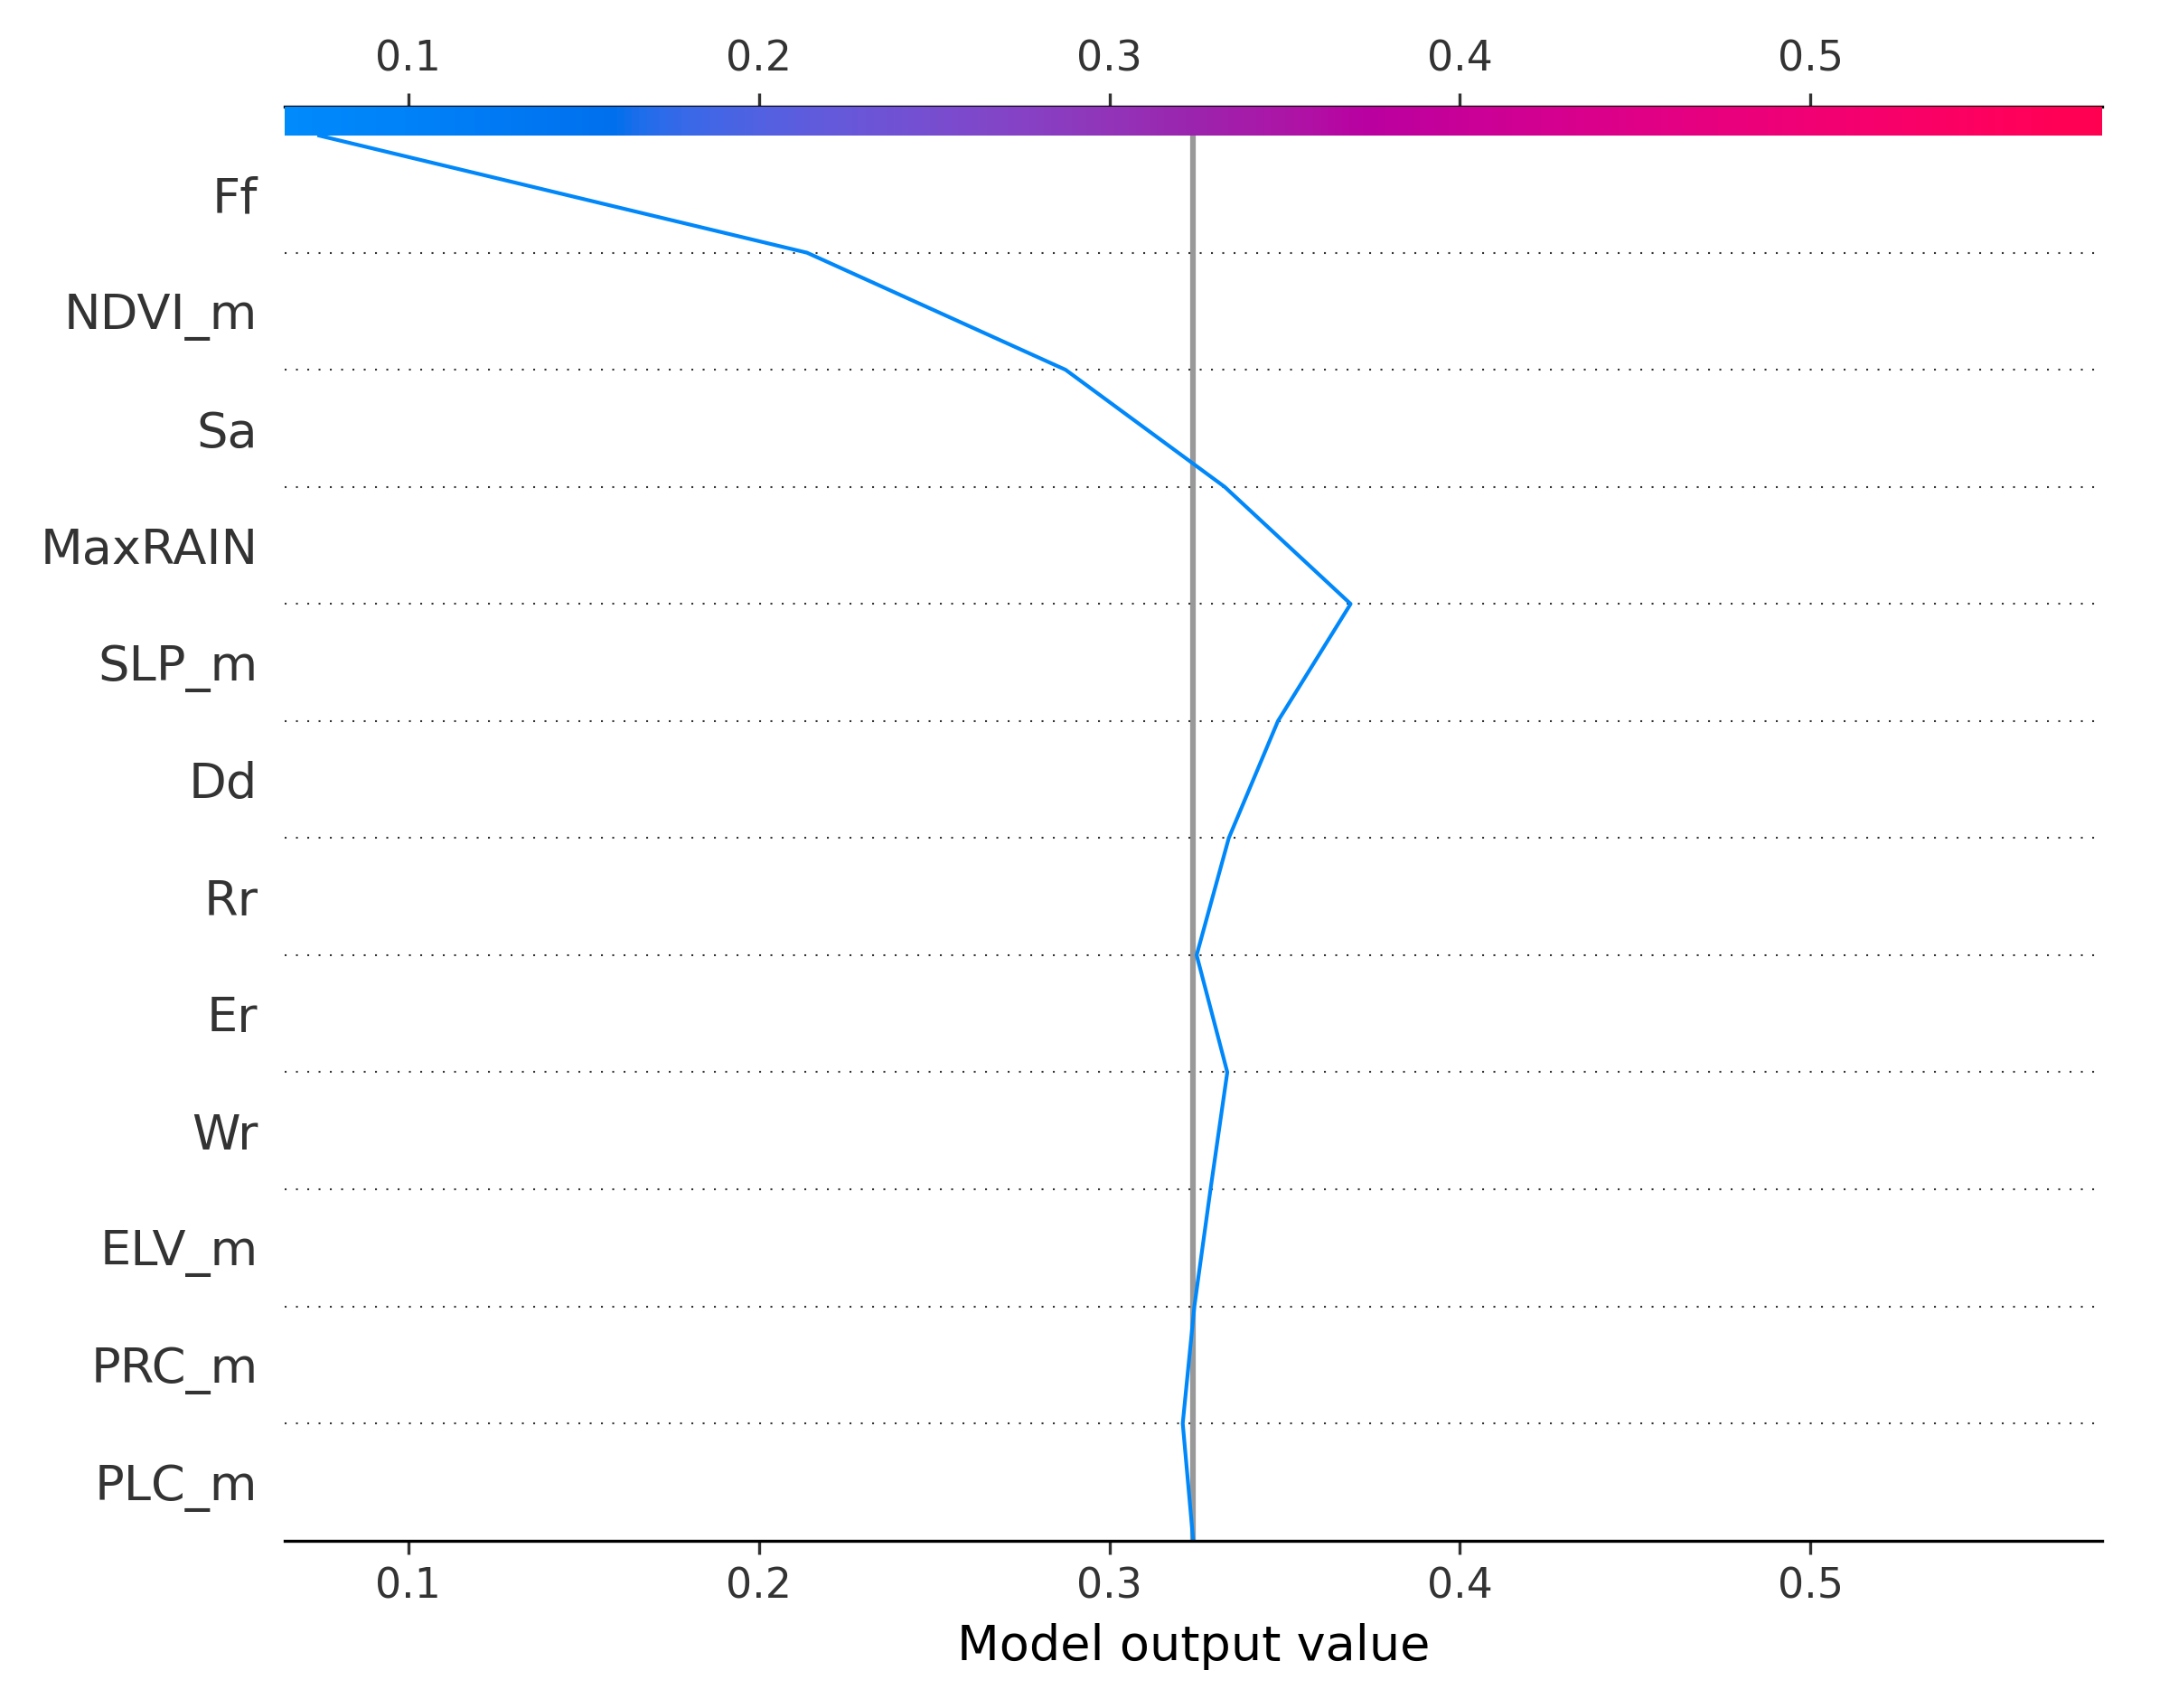 0.1 0.2 0.3 0.4 0.5
Ff
NDVI_m
Sa
MaxRAIN
SLP_m
Dd
Rr
Er
Wr
ELV_m
PRC_m
PLC_m
0.1 0.2 0.3 0.4 0.5
Model output value